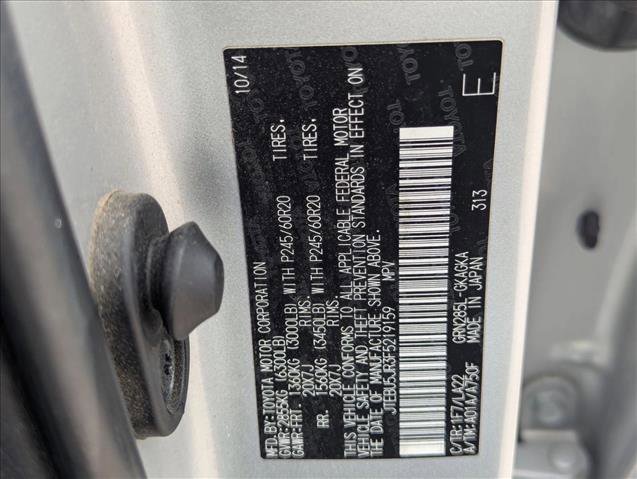 MFD.BY:TOYOTA MOTOR CORPORATION 10/14
GVWR:2855KG (6300LB)
GAWR:FRT. 1360KG (3000LB) WITH P245/60R20 TIRES,
20X7J RIMS.
RR. 1560KG (3450LB) WITH P245/60R20 TIRES,
20X7J RIMS.
THIS VEHICLE CONFORMS TO ALL APPLICABLE FEDERAL MOTOR
VEHICLE SAFETY AND THEFT PREVENTION STANDARDS IN EFFECT ON
THE DATE OF MANUFACTURE SHOWN ABOVE.
JTEBU5JR3F5219159 MPV
C/TR:1F7/LA22 GRN285L-GKAGKA
A/TM:A01A/A750F MADE IN JAPAN 313
E